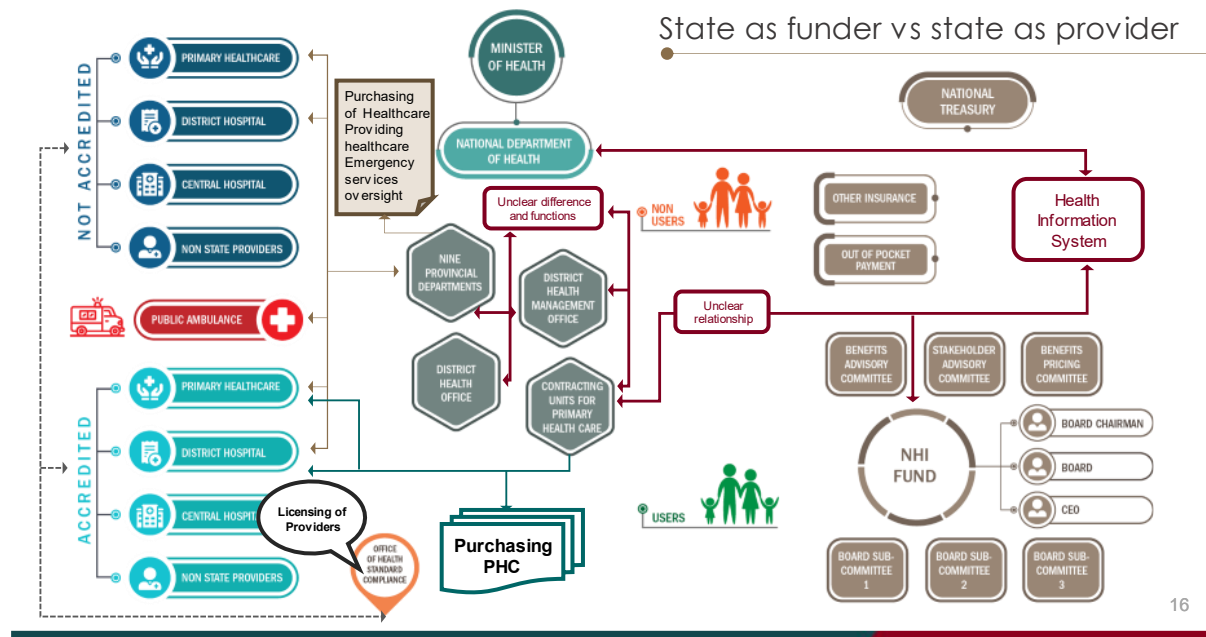 State as funder vs state as provider
NOT ACCREDITED
PRIMARY HEALTHCARE
DISTRICT HOSPITAL
CENTRAL HOSPITAL
NON STATE PROVIDERS
PUBLIC AMBULANCE
ACCREDITED
PRIMARY HEALTHCARE
DISTRICT HOSPITAL
CENTRAL HOSPITA
NON STATE PROVIDERS
Licensing of
Providers
OFFICE
OF HEALTH
STANDARD
COMPLIANCE
Purchasing
of Healthcare
Providing
healthcare
Emergency
services
oversight
MINISTER
OF HEALTH
NATIONAL DEPARTMENT
OF HEALTH
Unclear difference
and functions
NINE
PROVINCIAL
DEPARTMENTS
DISTRICT
HEALTH
MANAGEMENT
OFFICE
DISTRICT
HEALTH
OFFICE
CONTRACTING
UNITS FOR
PRIMARY
HEALTH CARE
Purchasing
PHC
NON
USERS
Unclear
relationship
USERS
NATIONAL
TREASURY
OTHER INSURANCE
OUT OF POCKET
PAYMENT
Health
Information
System
BENEFITS
ADVISORY
COMMITTEE
STAKEHOLDER
ADVISORY
COMMITTEE
BENEFITS
PRICING
COMMITTEE
NHI
FUND
BOARD CHAIRMAN
BOARD
CEO
BOARD SUB-
COMMITTEE
1
BOARD SUB-
COMMITTEE
2
BOARD SUB-
COMMITTEE
3
16